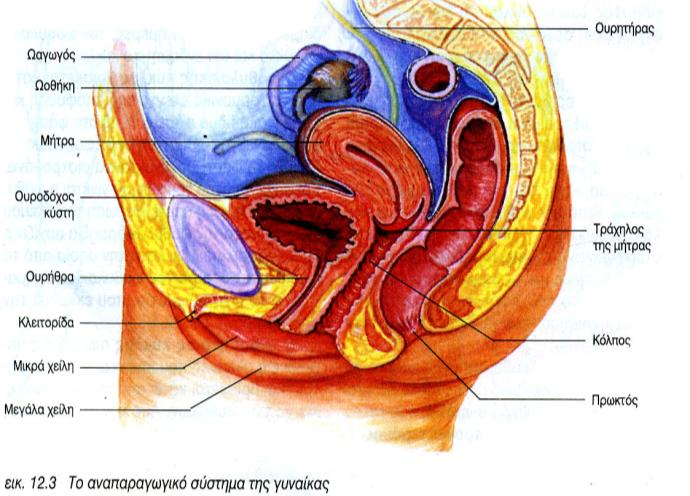 Ουρητήρας
Ωαγωγός
Ωοθήκη
Μήτρα
Ουροδόχος
κύστη
Τράχηλος
της μήτρας
Ουρήθρα
Κλειτορίδα
Κόλπος
Μικρά χείλη
Πρωκτός
Μεγάλα χείλη
εικ. 12.3 Το αναπαραγωγικό σύστημα της γυναίκας